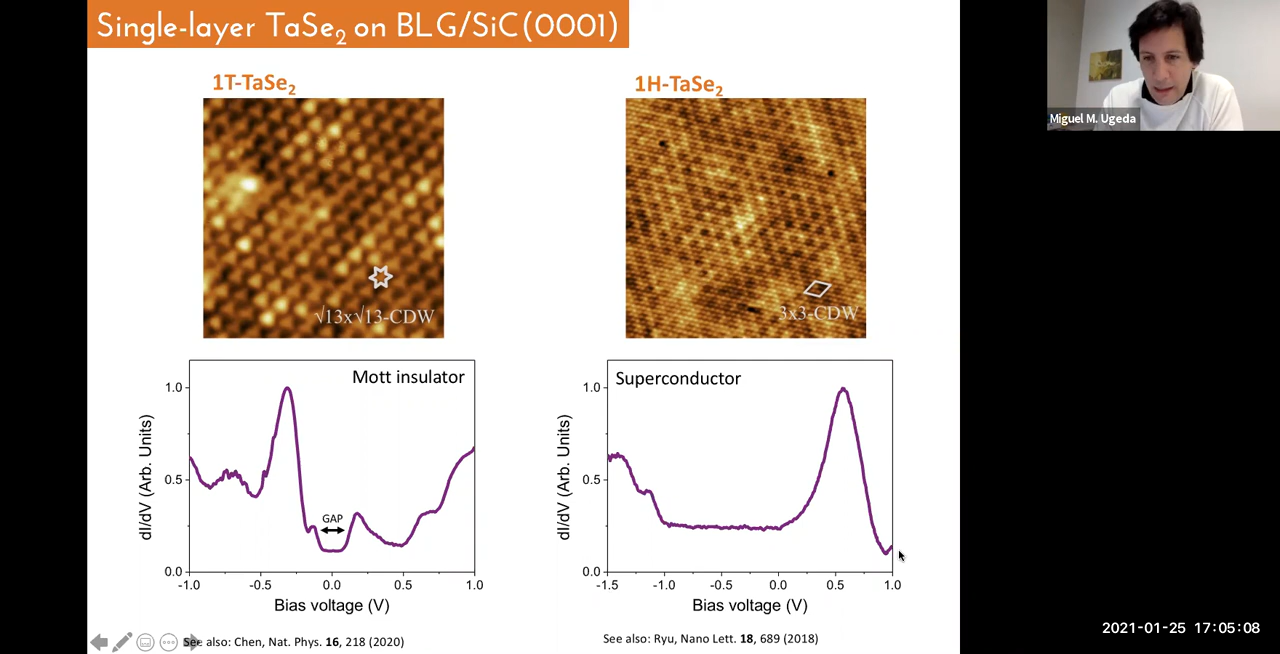 Single-layer TaSe₂ on BLG/SiC(0001)
Miguel M. Ugeda
1T-TaSe₂
1H-TaSe₂
√13x√13-CDW
3x3-CDW
Mott insulator
1.0
0.5
0.0
dI/dV (Arb. Units)
GAP
-1.0 -0.5 0.0 0.5 1.0
Bias voltage (V)
Superconductor
1.0
0.5
0.0
dI/dV (Arb. Units)
-1.5 -1.0 -0.5 0.0 0.5 1.0
Bias voltage (V)
See also: Chen, Nat. Phys. 16, 218 (2020)
See also: Ryu, Nano Lett. 18, 689 (2018)
2021-01-25 17:05:08